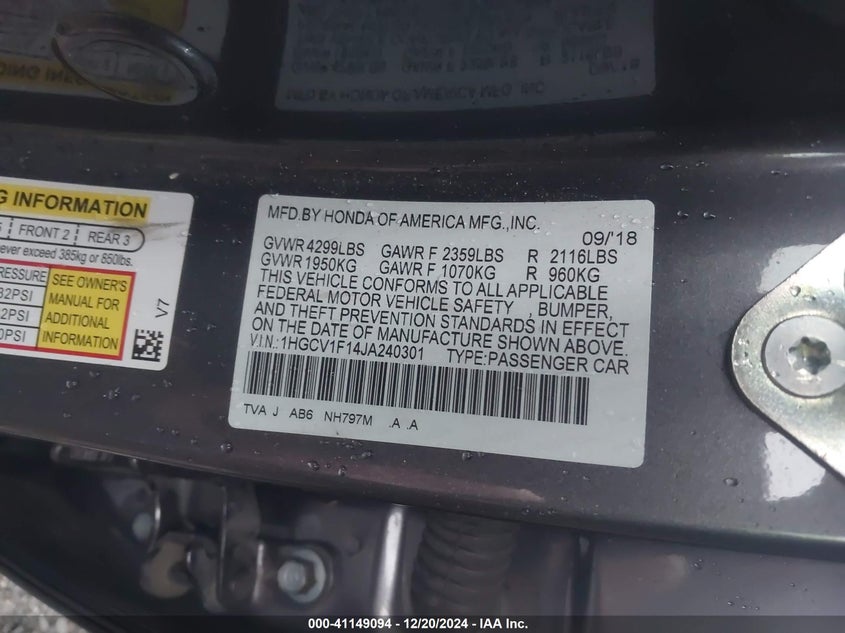 G INFORMATION
FRONT 2 REAR 3
never exceed 385kg or 850lbs.
PRESSURE
SEE OWNER'S
MANUAL FOR
ADDITIONAL
INFORMATION
V7
MFD.BY HONDA OF AMERICA MFG.,INC.
09/'18
GVWR 4299LBS GAWR F 2359LBS R 2116LBS
GVWR 1950KG GAWR F 1070KG R 960KG
THIS VEHICLE CONFORMS TO ALL APPLICABLE
FEDERAL MOTOR VEHICLE SAFETY , BUMPER,
AND THEFT PREVENTION STANDARDS IN EFFECT
ON THE DATE OF MANUFACTURE SHOWN ABOVE.
V.I.N.:1HGCV1F14JA240301 TYPE:PASSENGER CAR
TVA J AB6 NH797M .A .A
000-41149094 - 12/20/2024 - IAA Inc.